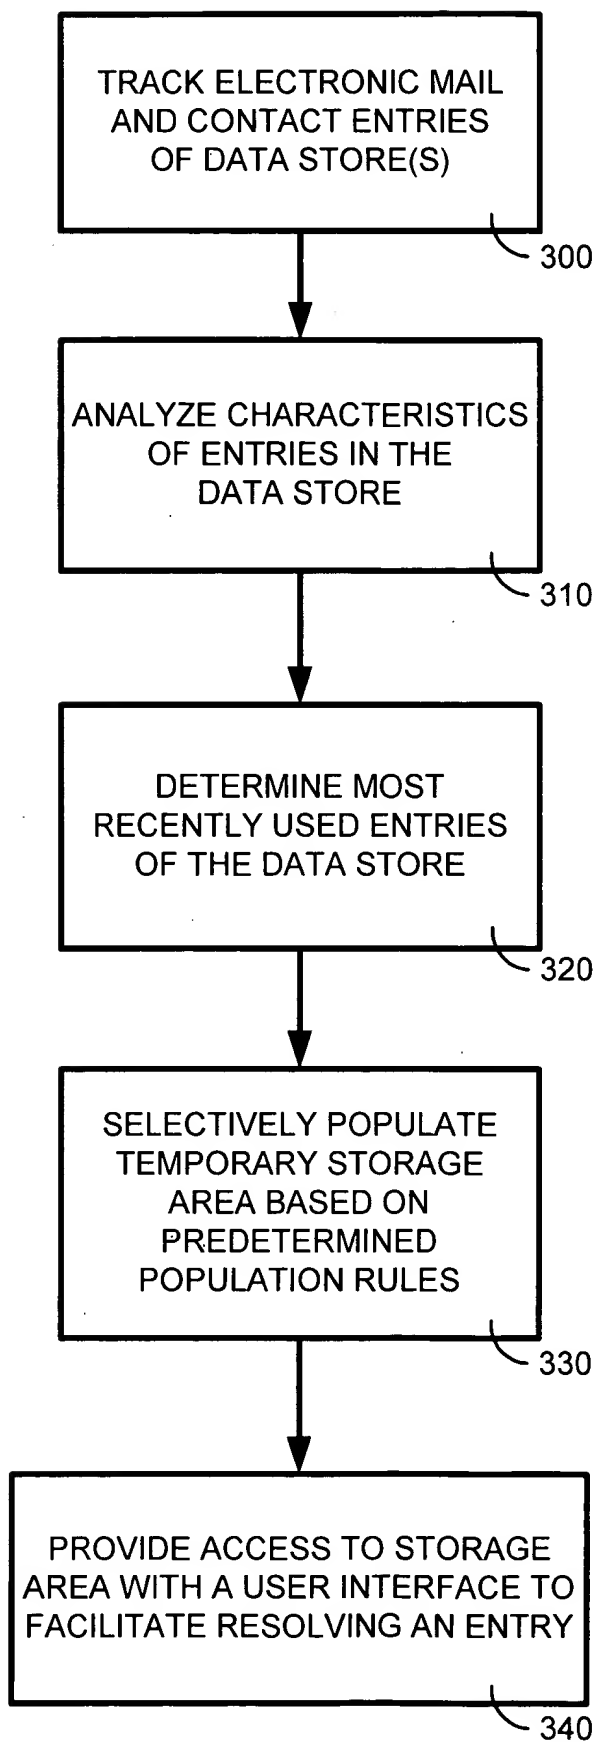 TRACK ELECTRONIC MAIL
AND CONTACT ENTRIES
OF DATA STORE(S)
300
ANALYZE CHARACTERISTICS
OF ENTRIES IN THE
DATA STORE
310
DETERMINE MOST
RECENTLY USED ENTRIES
OF THE DATA STORE
320
SELECTIVELY POPULATE
TEMPORARY STORAGE
AREA BASED ON
PREDETERMINED
POPULATION RULES
330
PROVIDE ACCESS TO STORAGE
AREA WITH A USER INTERFACE TO
FACILITATE RESOLVING AN ENTRY
340